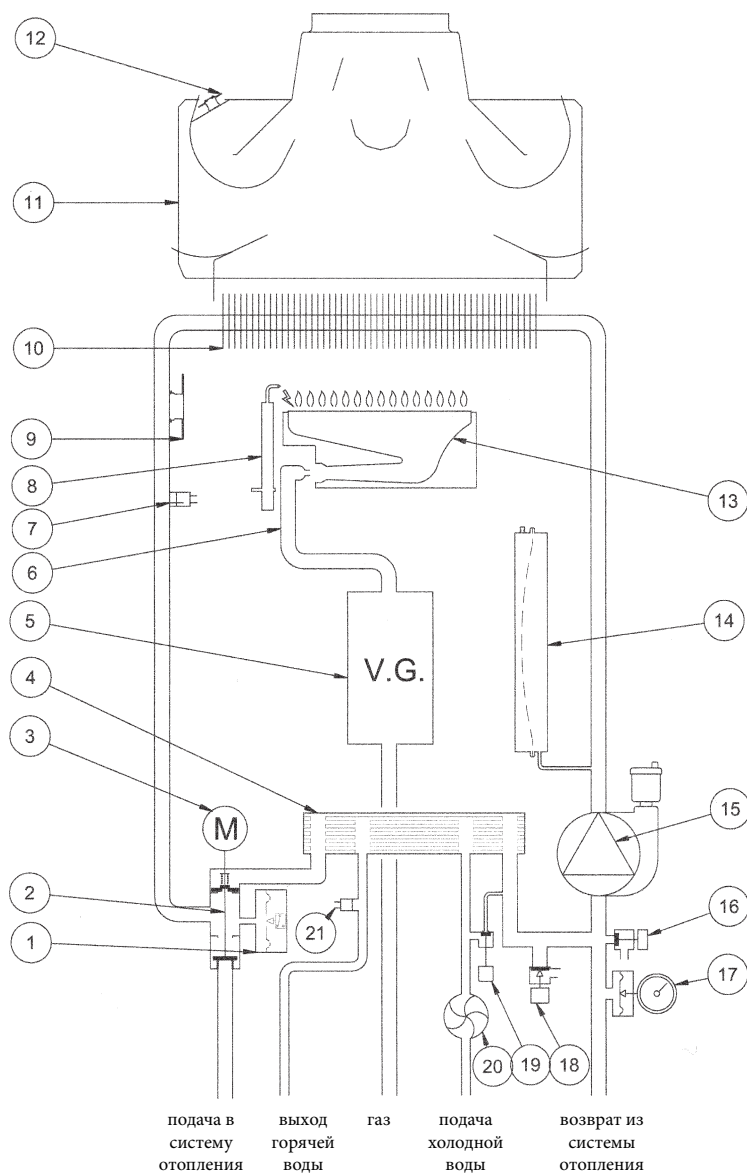 12
11
10
9
8
7
6
5
4
3
2
1
13
V.G.
14
M
15
16
21
17
20
19
18
подача в
систему
отопления
выход
горячей
воды
газ
подача
холодной
воды
возврат из
системы
отопления